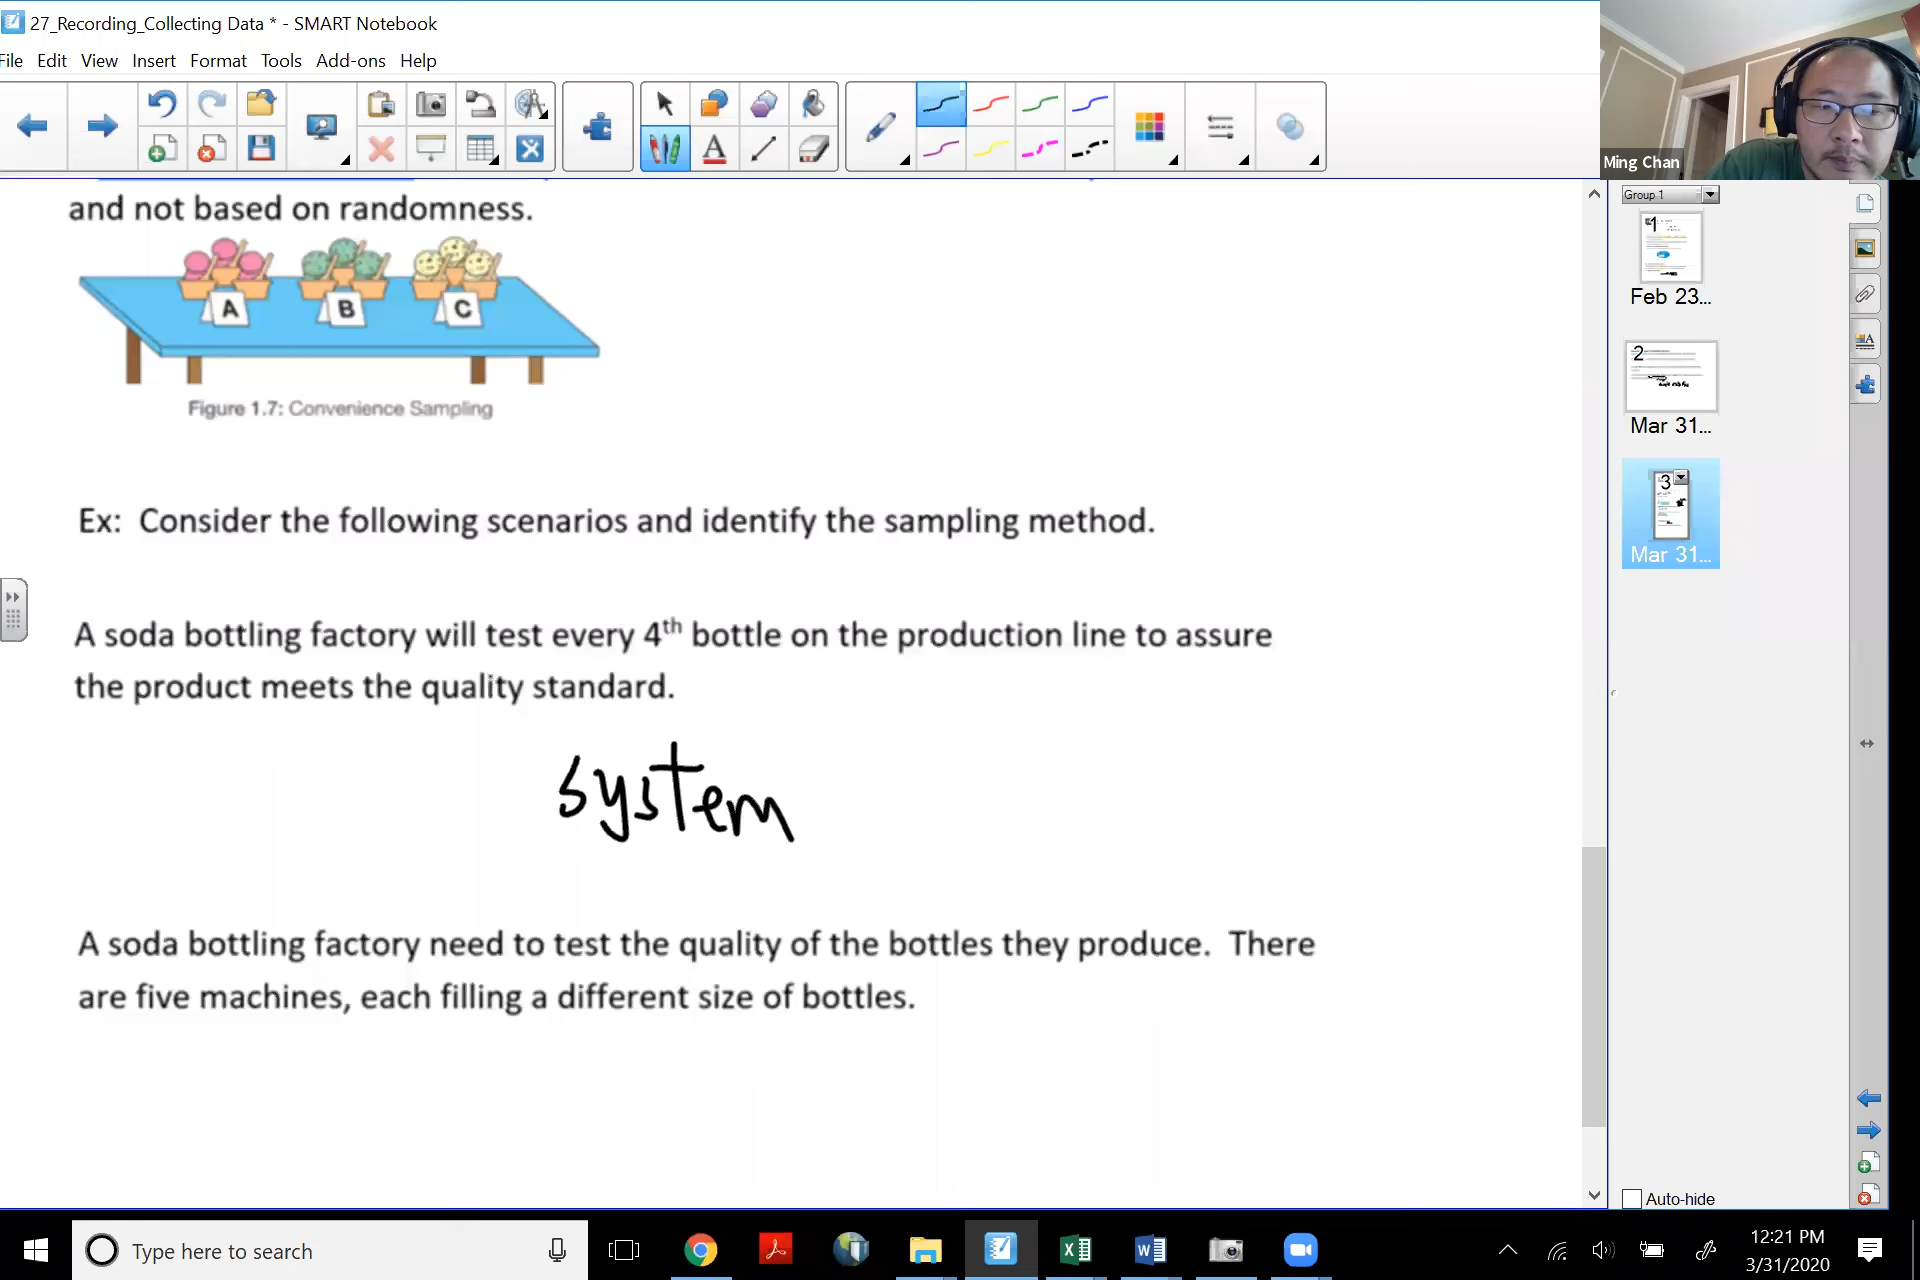 27_Recording_Collecting Data * - SMART Notebook
File Edit View Insert Format Tools Add-ons Help
Ming Chan
Group 1
1
Feb 23...
2
Mar 31...
3
Mar 31...
and not based on randomness.
A B C
Figure 1.7: Convenience Sampling
Ex: Consider the following scenarios and identify the sampling method.
A soda bottling factory will test every 4th bottle on the production line to assure
the product meets the quality standard.
system
A soda bottling factory need to test the quality of the bottles they produce. There
are five machines, each filling a different size of bottles.
Auto-hide
Type here to search
12:21 PM
3/31/2020